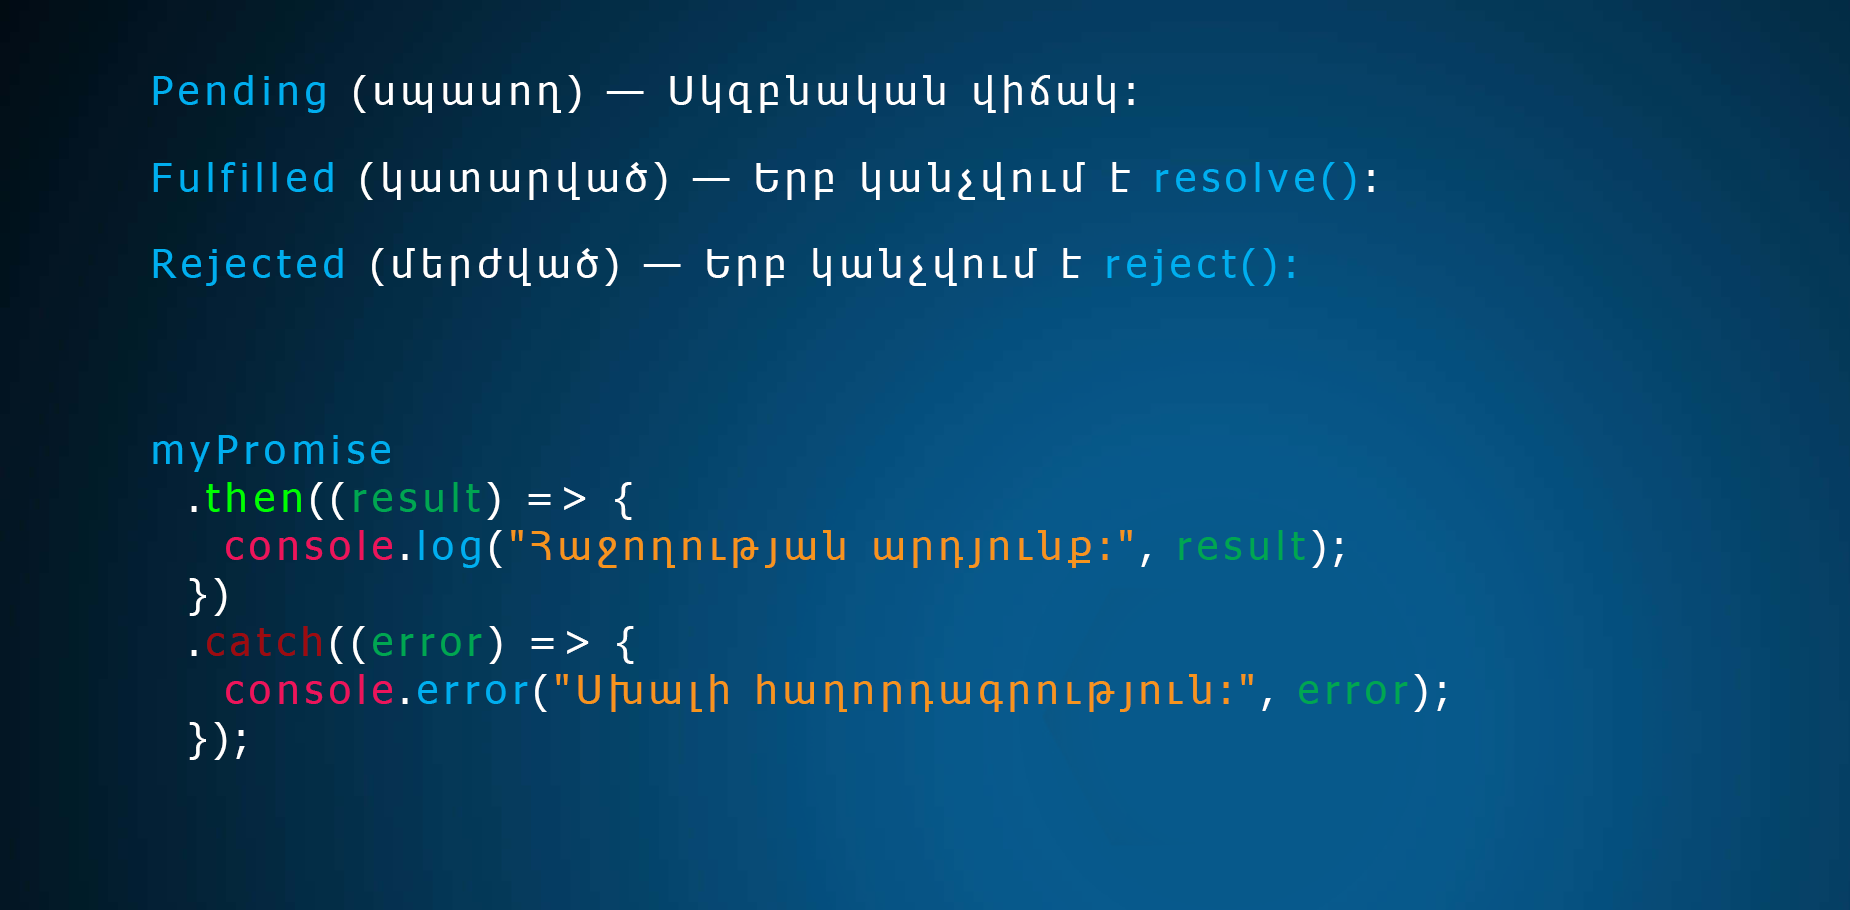 Pending (սպասող) — Սկզբնական վիճակ:
Fulfilled (կատարված) — Երբ կանչվում է resolve():
Rejected (մերժված) — Երբ կանչվում է reject():
myPromise
.then((result) => {
console.log("Հաջողության արդյունք:", result);
})
.catch((error) => {
console.error("Սխալի հաղորդագրություն:", error);
});